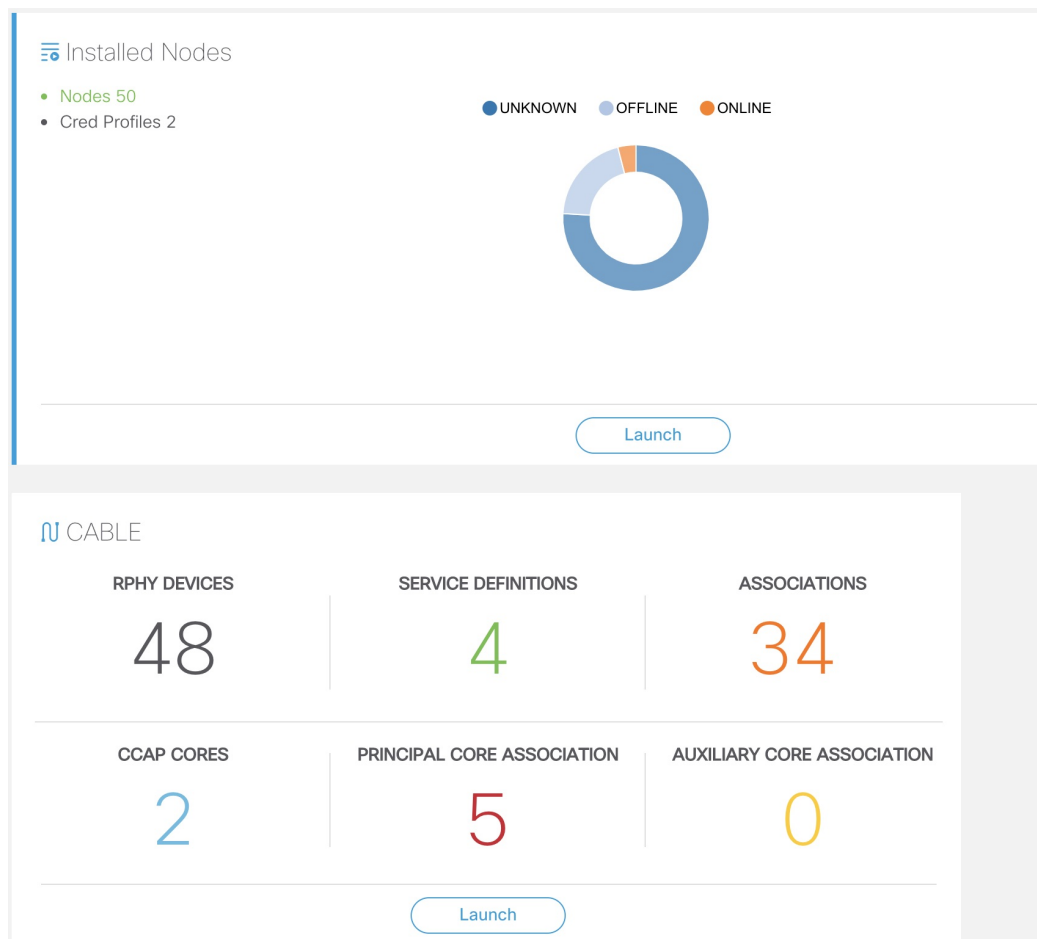 Installed Nodes
Nodes 50
Cred Profiles 2
UNKNOWN OFFLINE ONLINE
Launch
CABLE
RPHY DEVICES SERVICE DEFINITIONS ASSOCIATIONS
48 4 34
CCAP CORES PRINCIPAL CORE ASSOCIATION AUXILIARY CORE ASSOCIATION
2 5 0
Launch